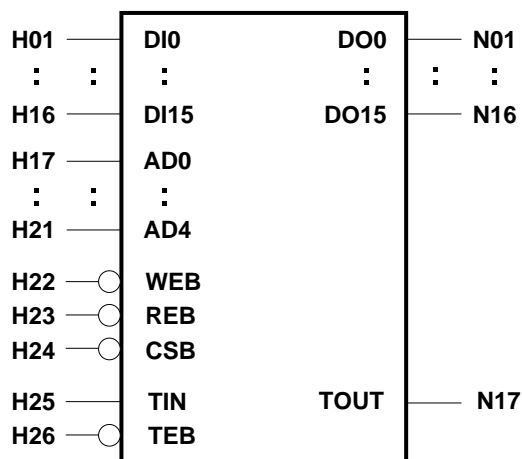 H01 DI0 DO0 N01
: : : : : :
H16 DI15 DO15 N16
H17 AD0
: : :
H21 AD4
H22 WEB
H23 REB
H24 CSB
H25 TIN TOUT N17
H26 TEB